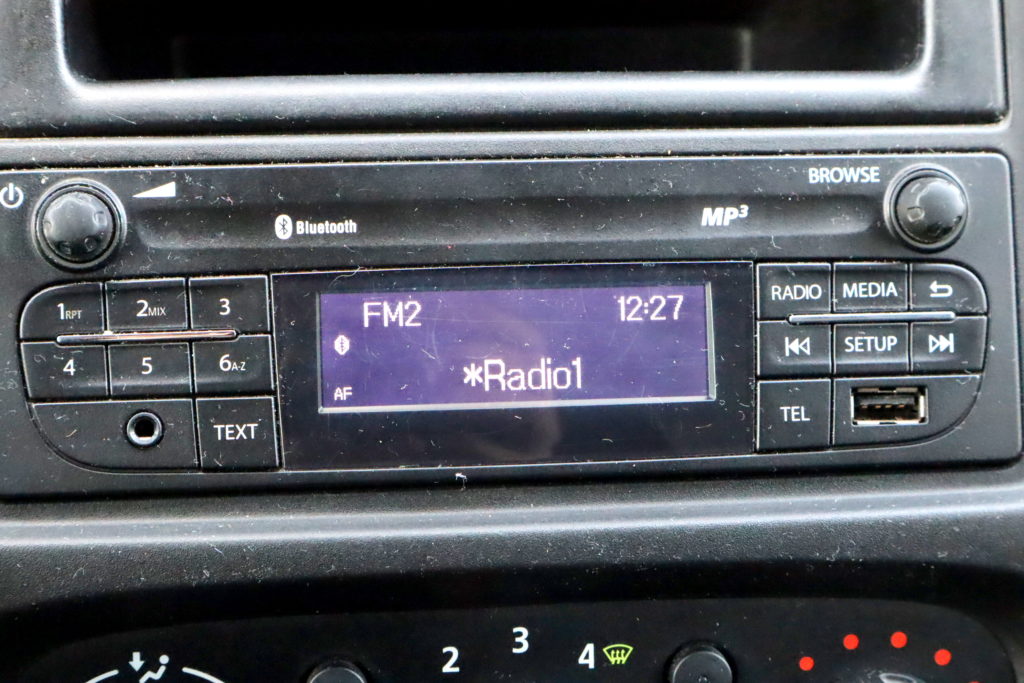 BROWSE
Bluetooth
MP3
1RPT
2MIX
3
4
5
6A-Z
TEXT
FM2
12:27
AF
*Radio1
RADIO
MEDIA
SETUP
TEL
2
3
4